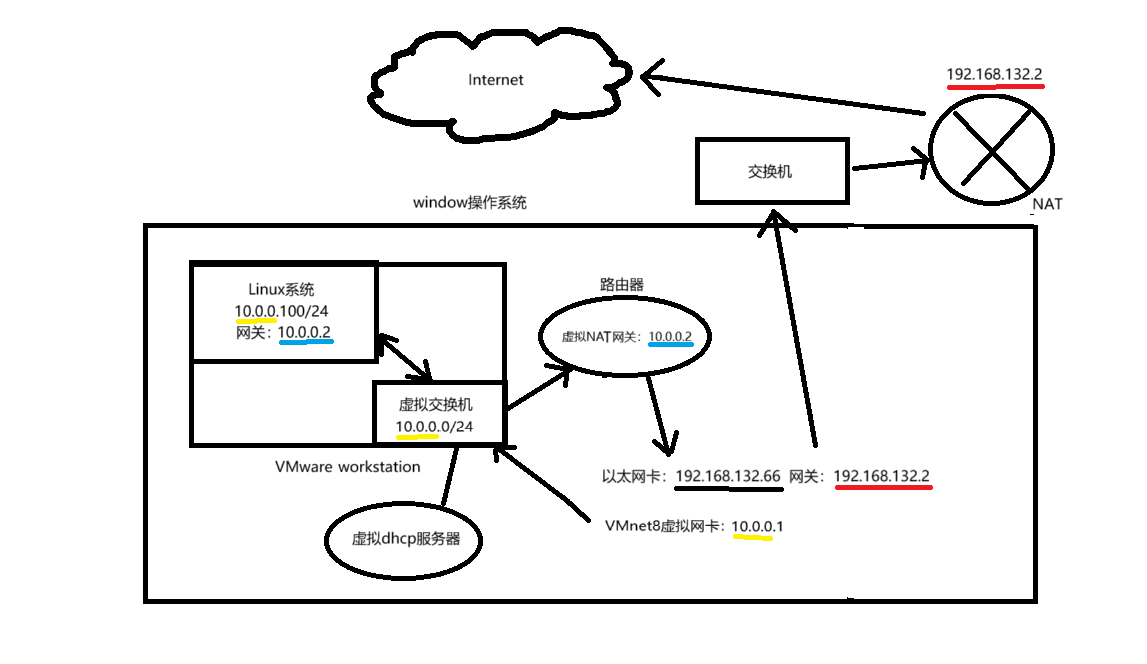 Internet
192.168.132.2
交换机
NAT
window操作系统
Linux系统
10.0.0.100/24
网关：10.0.0.2
路由器
虚拟NAT网关：10.0.0.2
虚拟交换机
10.0.0.0/24
VMware workstation
以太网卡：192.168.132.66 网关：192.168.132.2
VMnet8虚拟网卡：10.0.0.1
虚拟dhcp服务器